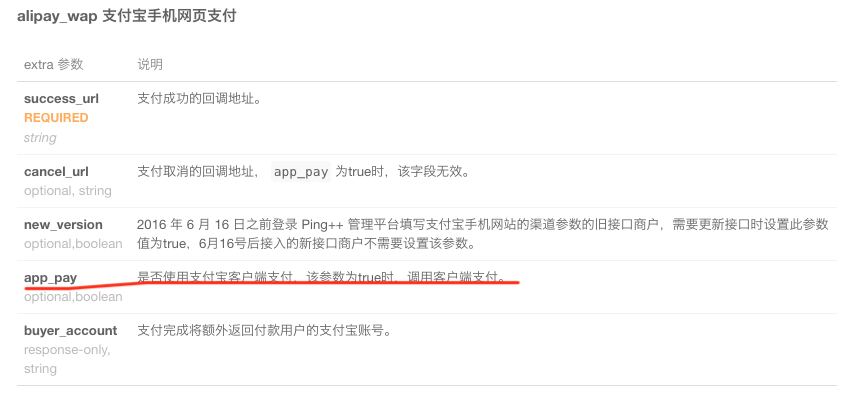 alipay_wap 支付宝手机网页支付
extra 参数 说明
success_url 支付成功的回调地址。
REQUIRED
string
cancel_url 支付取消的回调地址， app_pay 为true时，该字段无效。
optional, string
new_version 2016 年 6 月 16 日之前登录 Ping++ 管理平台填写支付宝手机网站的渠道参数的旧接口商户，需要更新接口时设置此参数
optional,boolean 值为true，6月16号后接入的新接口商户不需要设置该参数。
app_pay 是否使用支付宝客户端支付，该参数为true时，调用客户端支付。
optional,boolean
buyer_account 支付完成将额外返回付款用户的支付宝账号。
response-only,
string